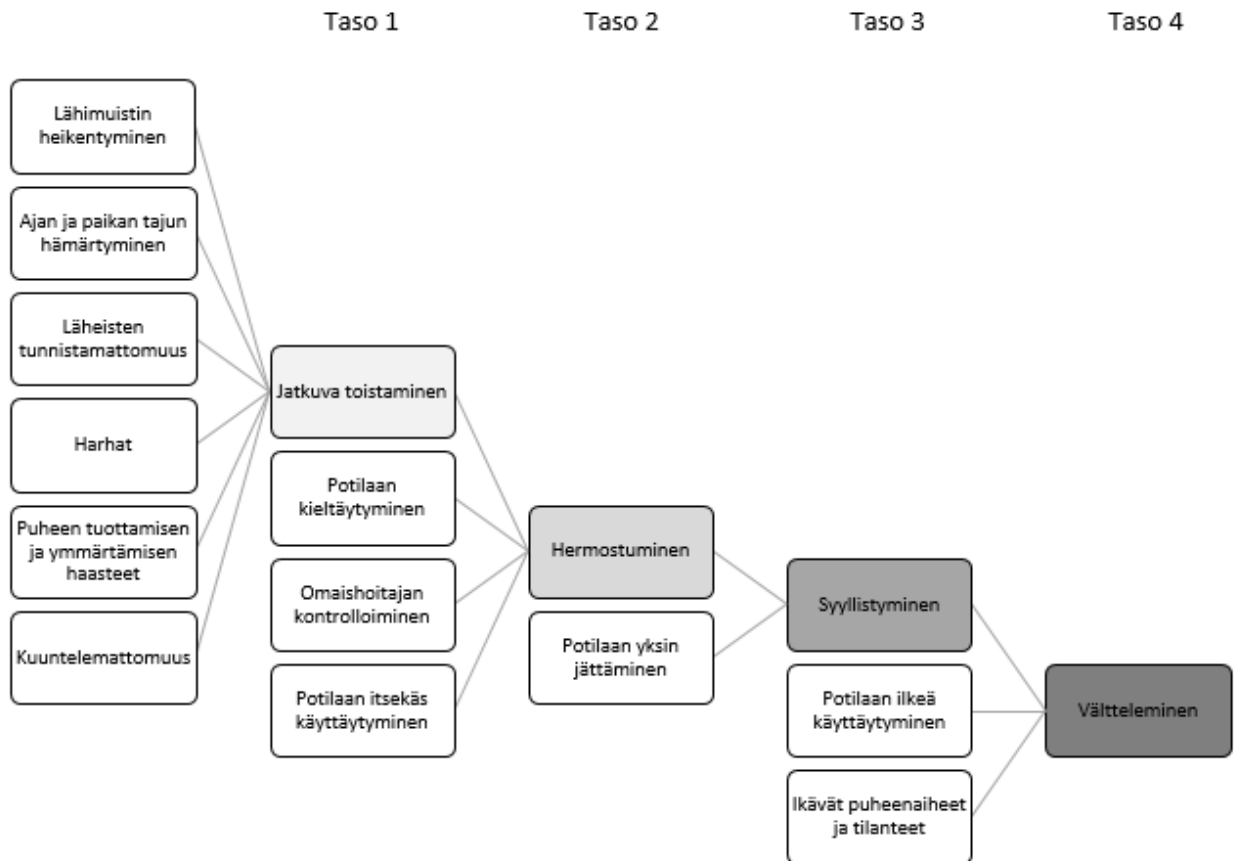 Taso 1
Taso 2
Taso 3
Taso 4
Lähimuistin
heikentyminen
Ajan ja paikan tajun
hämärtyminen
Läheisten
tunnistamattomuus
Harhat
Puheen tuottamisen
ja ymmärtämisen
haasteet
Kuuntelemattomuus
Jatkuva toistaminen
Potilaan
kieltäytyminen
Omaishoitajan
kontrolloiminen
Potilaan itsekäs
käyttäytyminen
Hermostuminen
Potilaan yksin
jättäminen
Syyllistyminen
Potilaan ilkeä
käyttäytyminen
Ikävät puheenaiheet
ja tilanteet
Vältteleminen